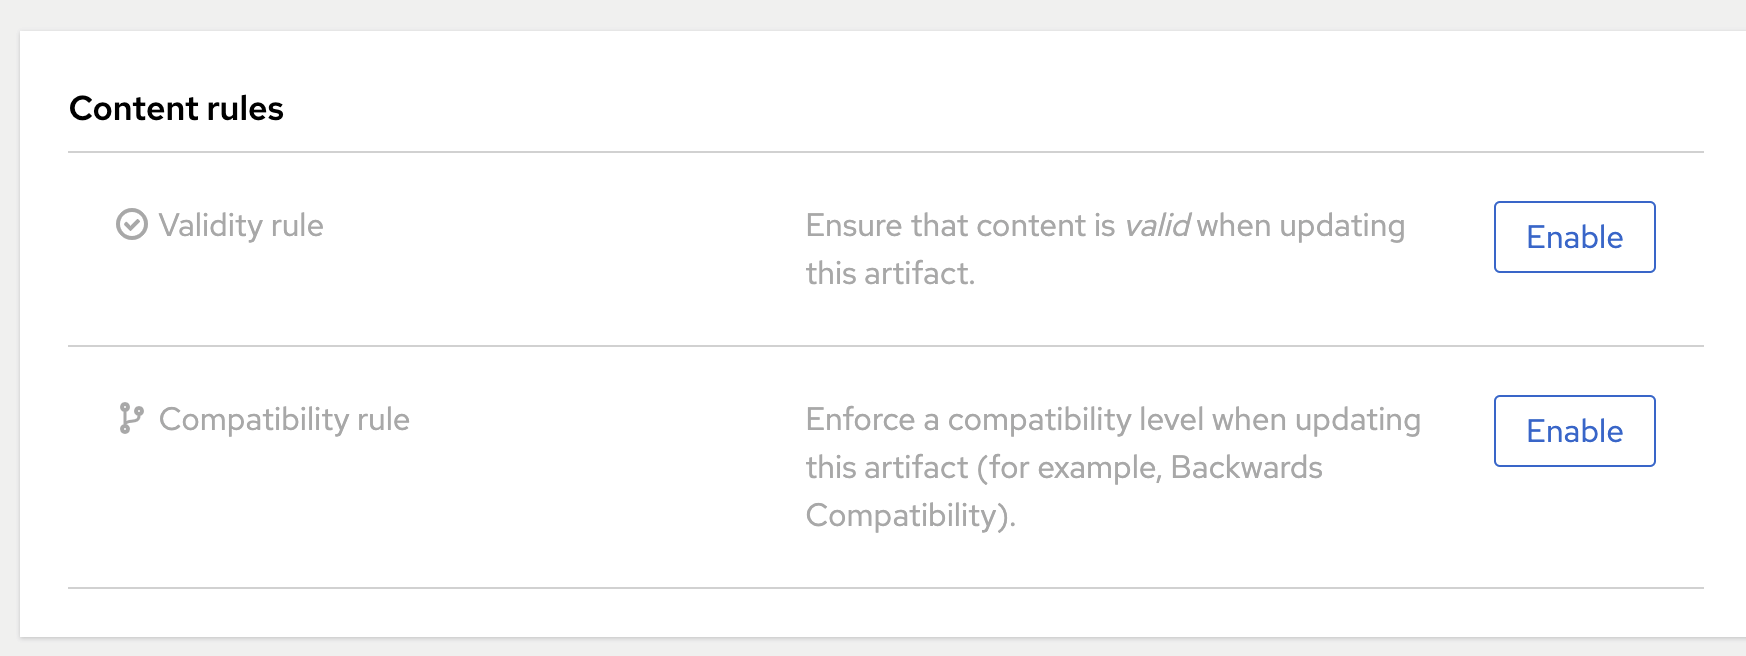 Content rules
Validity rule
Ensure that content is valid when updating
this artifact.
Enable
Compatibility rule
Enforce a compatibility level when updating
this artifact (for example, Backwards
Compatibility).
Enable